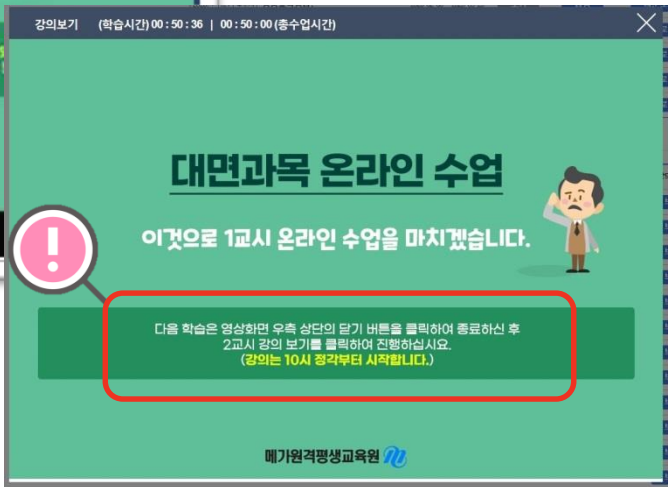 강의보기 (학습시간) 00 : 50 : 36 | 00 : 50 : 00 (총수업시간)
대면과목 온라인 수업
이것으로 1교시 온라인 수업을 마치겠습니다.
!
다음 학습은 영상화면 우측 상단의 닫기 버튼을 클릭하여 종료하신 후
2교시 강의 보기를 클릭하여 진행하십시요.
(강의는 10시 정각부터 시작합니다.)
메가원격평생교육원